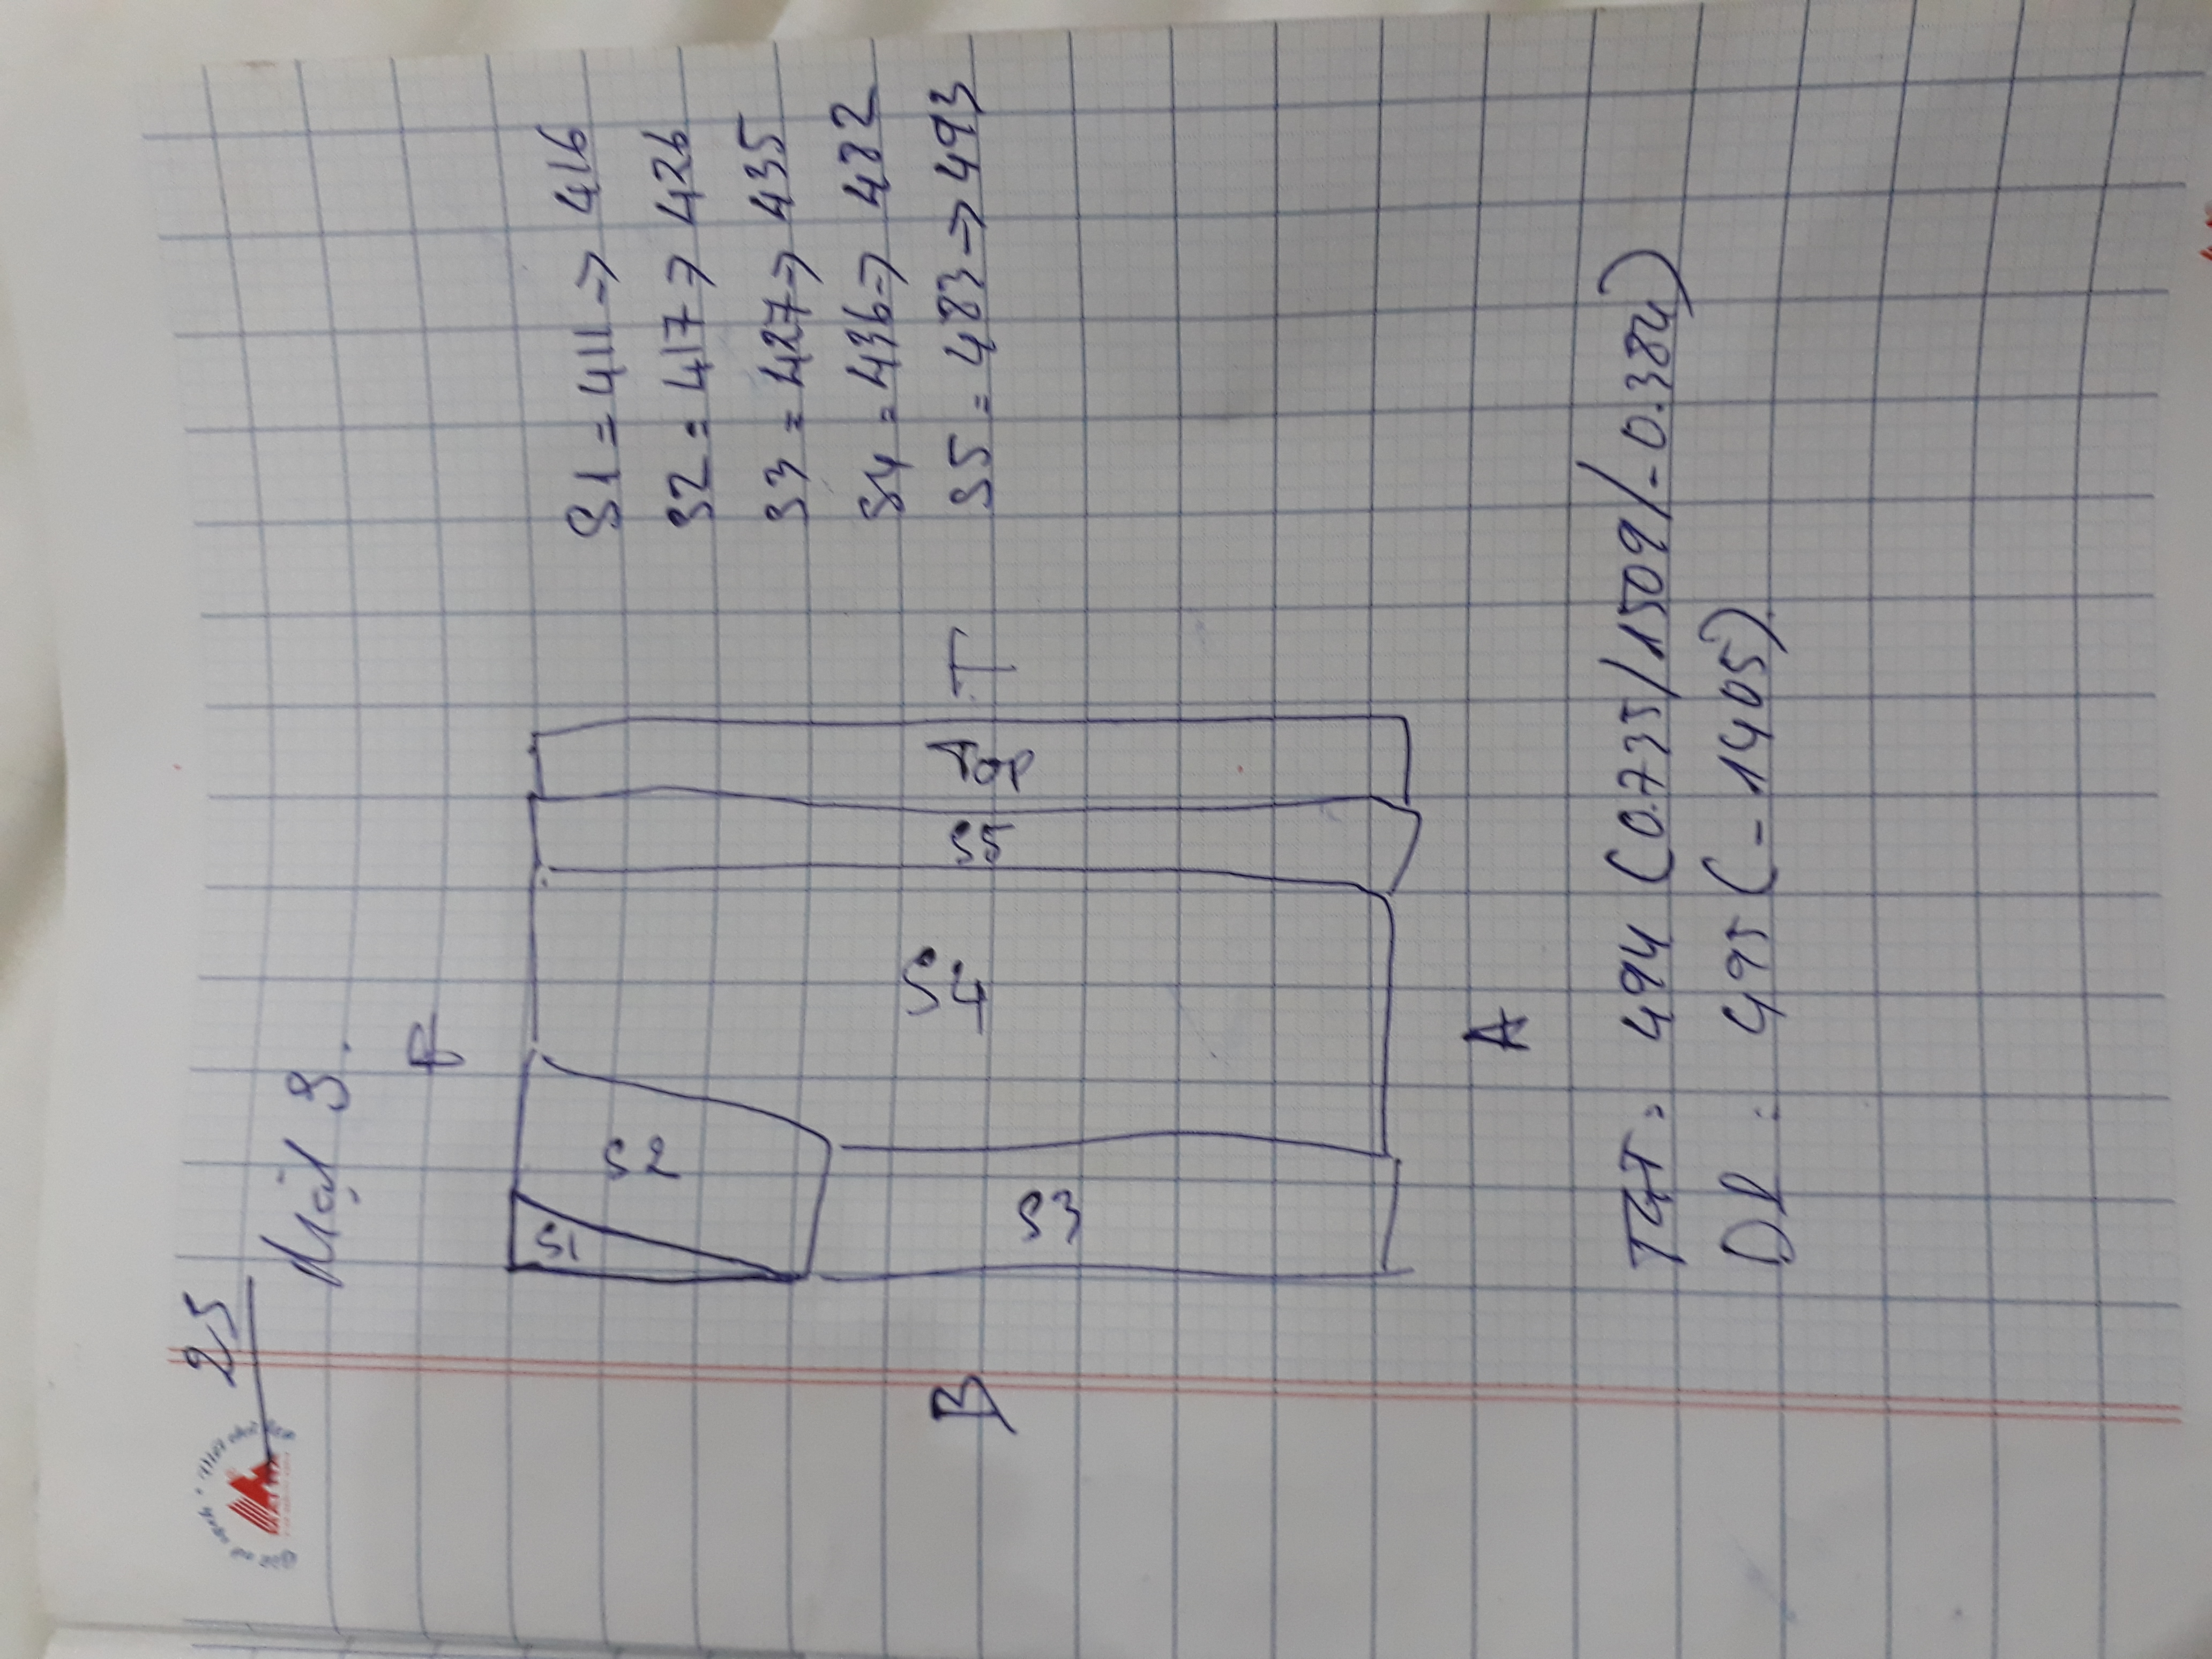 25
Mặt S.
F
S1
S2
S1 = 411 -> 416
S2 = 417 -> 426
S3 = 427 -> 435
S4 = 436 -> 482
S5 = 483 -> 493
B
S3
S4
S5
Top
T
A
TGT = 494 (0.735/1509/-0.384)
DL : 495 (-1405).